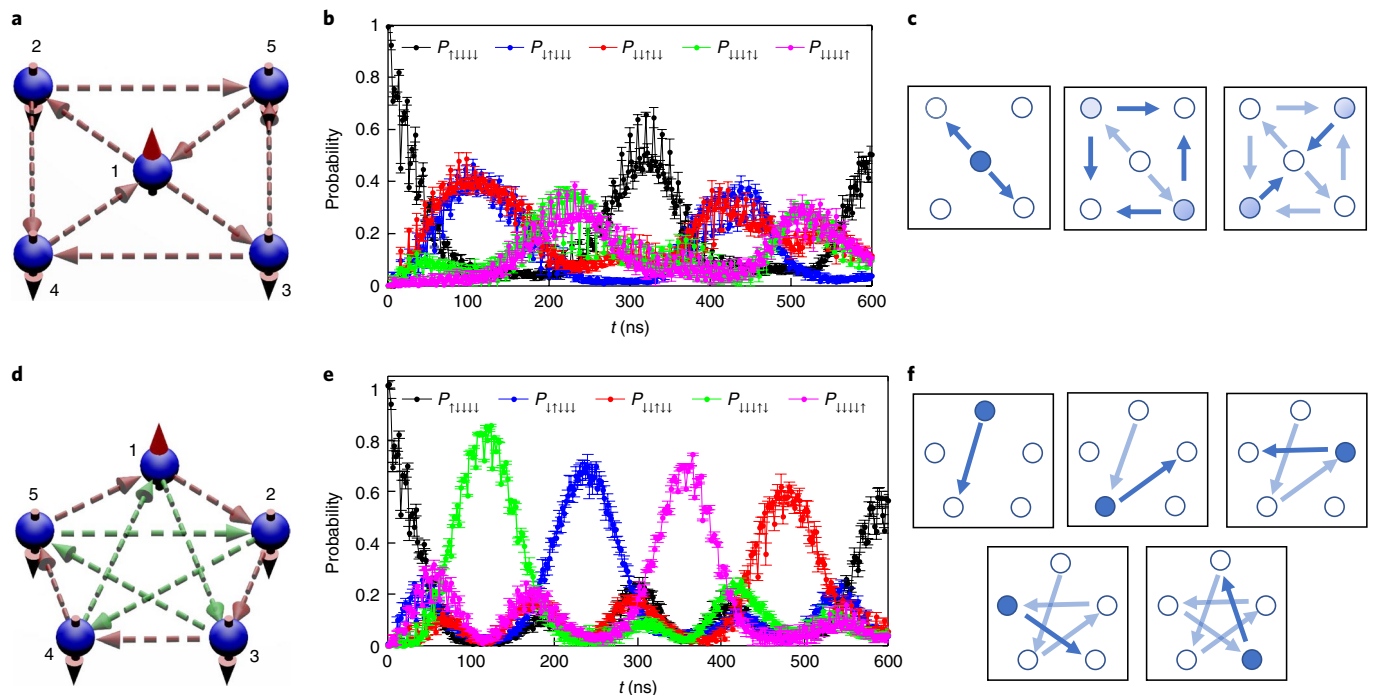 a
2
5
1
4
3
b
1
0.8
0.6
0.4
0.2
0
Probability
P↑↓↓↓↓
P↓↑↓↓↓
P↓↓↑↓↓
P↓↓↓↑↓
P↓↓↓↓↑
0
100
200
300
400
500
600
t (ns)
c
d
1
5
2
4
3
e
1
0.8
0.6
0.4
0.2
0
Probability
P↑↓↓↓↓
P↓↑↓↓↓
P↓↓↑↓↓
P↓↓↓↑↓
P↓↓↓↓↑
0
100
200
300
400
500
600
t (ns)
f